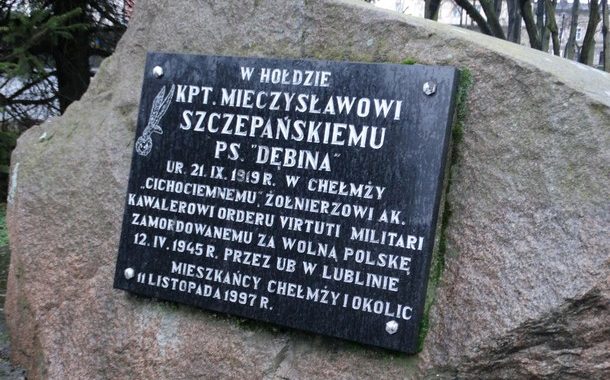 W HOŁDZIE
KPT. MIECZYSŁAWOWI
SZCZEPAŃSKIEMU
PS. "DĘBINA"
UR. 21. IX. 1919 R. W CHEŁMŻY
„CICHOCIEMNEMU", ŻOŁNIERZOWI AK.
KAWALEROWI ORDERU VIRTUTI MILITARI
ZAMORDOWANEMU ZA WOLNĄ POLSKĘ
12. IV. 1945 R. PRZEZ UB W LUBLINIE
MIESZKAŃCY CHEŁMŻY I OKOLIC
11 LISTOPADA 1997 R.